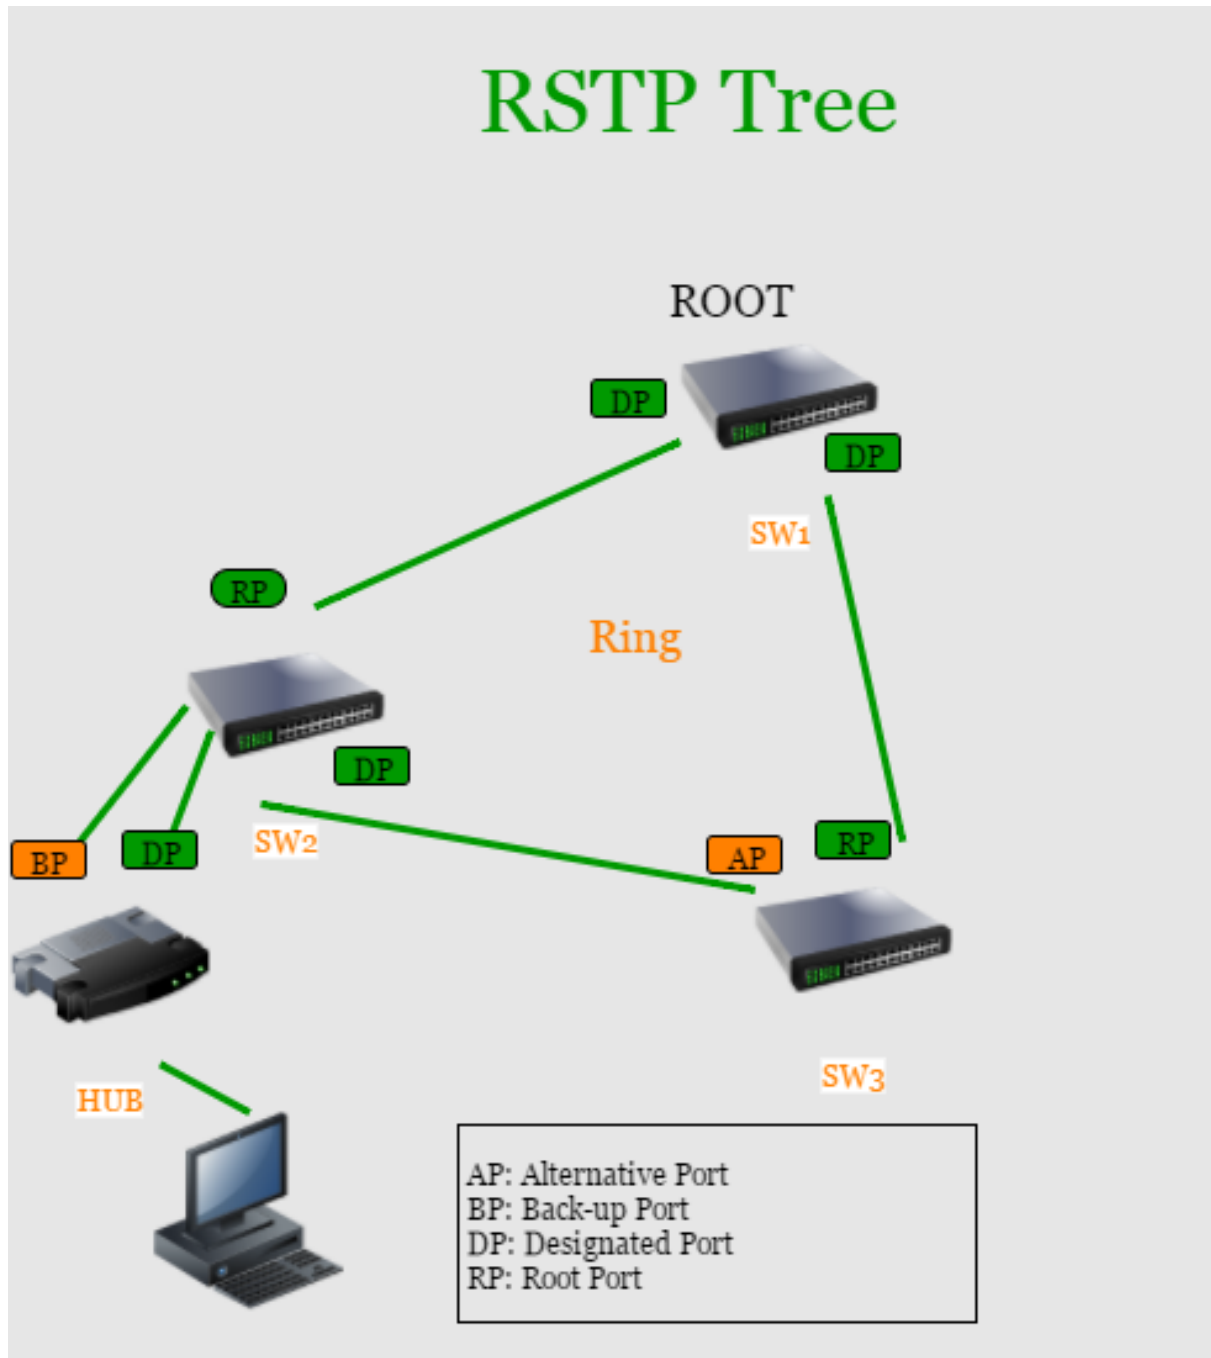 RSTP Tree
ROOT
DP
DP
SW1
RP
Ring
DP
SW2
BP
DP
AP
RP
SW3
HUB
AP: Alternative Port
BP: Back-up Port
DP: Designated Port
RP: Root Port